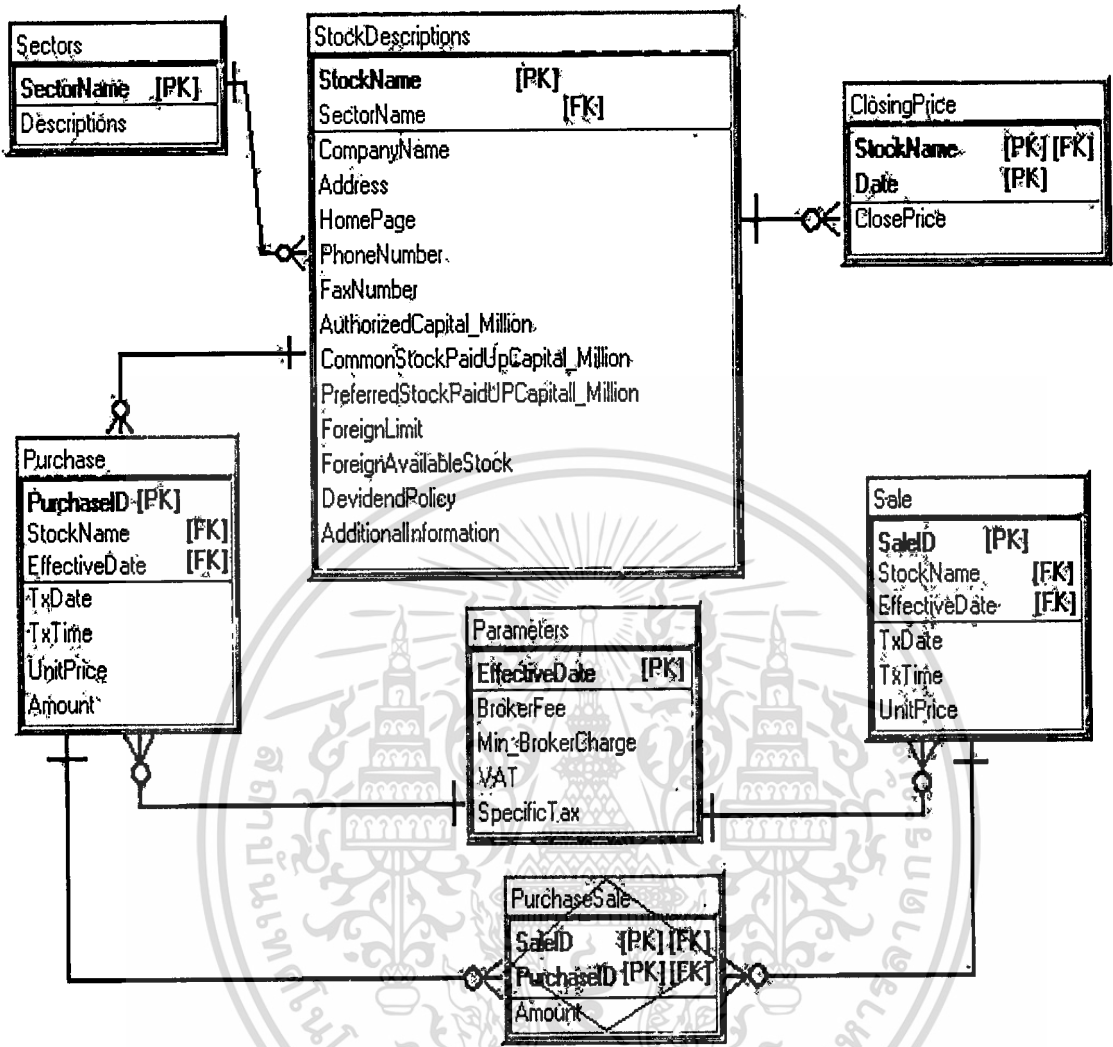 Sectors
SectorName [PK]
Descriptions
StockDescriptions
StockName [PK]
SectorName [FK]
CompanyName
Address
HomePage
PhoneNumber
FaxNumber
AuthorizedCapital_Million
CommonStockPaidUpCapital_Million
PreferredStockPaidUPCapitall_Million
ForeignLimit
ForeignAvailableStock
DevidendPolicy
AdditionalInformation
ClosingPrice
StockName [PK] [FK]
Date [PK]
ClosePrice
Purchase
PurchaseID [PK]
StockName [FK]
EffectiveDate [FK]
TxDate
TxTime
UnitPrice
Amount
Parameters
EffectiveDate [PK]
BrokerFee
Min_BrokerCharge
VAT
SpecificTax
Sale
SaleID [PK]
StockName [FK]
EffectiveDate [FK]
TxDate
TxTime
UnitPrice
PurchaseSale
SaleID [PK] [FK]
PurchaseID [PK] [FK]
Amount